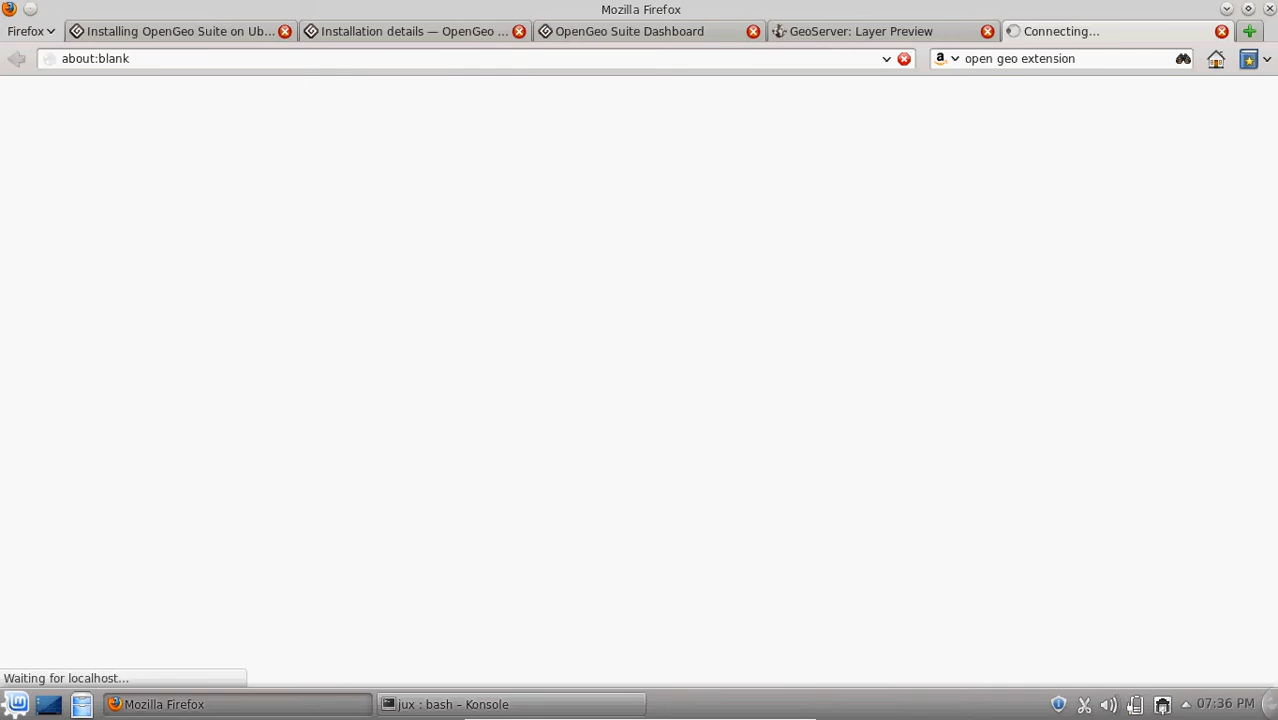 Mozilla Firefox
Firefox
Installing OpenGeo Suite on Ub...
Installation details — OpenGeo ...
OpenGeo Suite Dashboard
GeoServer: Layer Preview
Connecting...
about:blank
open geo extension
Waiting for localhost...
Mozilla Firefox
jux : bash – Konsole
07:36 PM